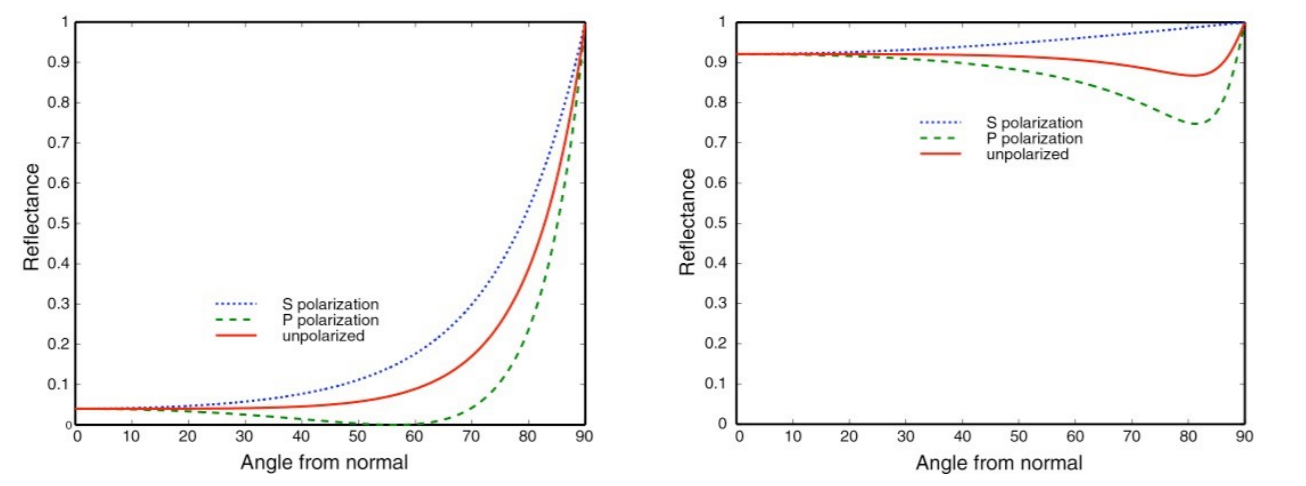 1
0.9
0.8
0.7
0.6
0.5
0.4
0.3
0.2
0.1
0
Reflectance
S polarization
P polarization
unpolarized
0 10 20 30 40 50 60 70 80 90
Angle from normal
1
0.9
0.8
0.7
0.6
0.5
0.4
0.3
0.2
0.1
0
Reflectance
S polarization
P polarization
unpolarized
0 10 20 30 40 50 60 70 80 90
Angle from normal